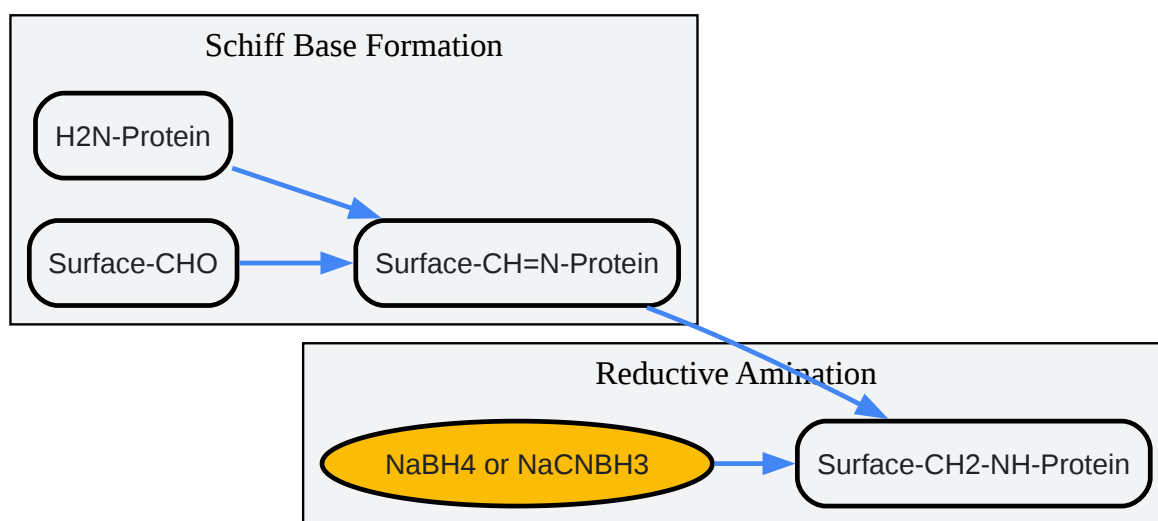 Schiff Base Formation
H2N-Protein
Surface-CHO
Surface-CH=N-Protein
Reductive Amination
NaBH4 or NaCNBH3
Surface-CH2-NH-Protein